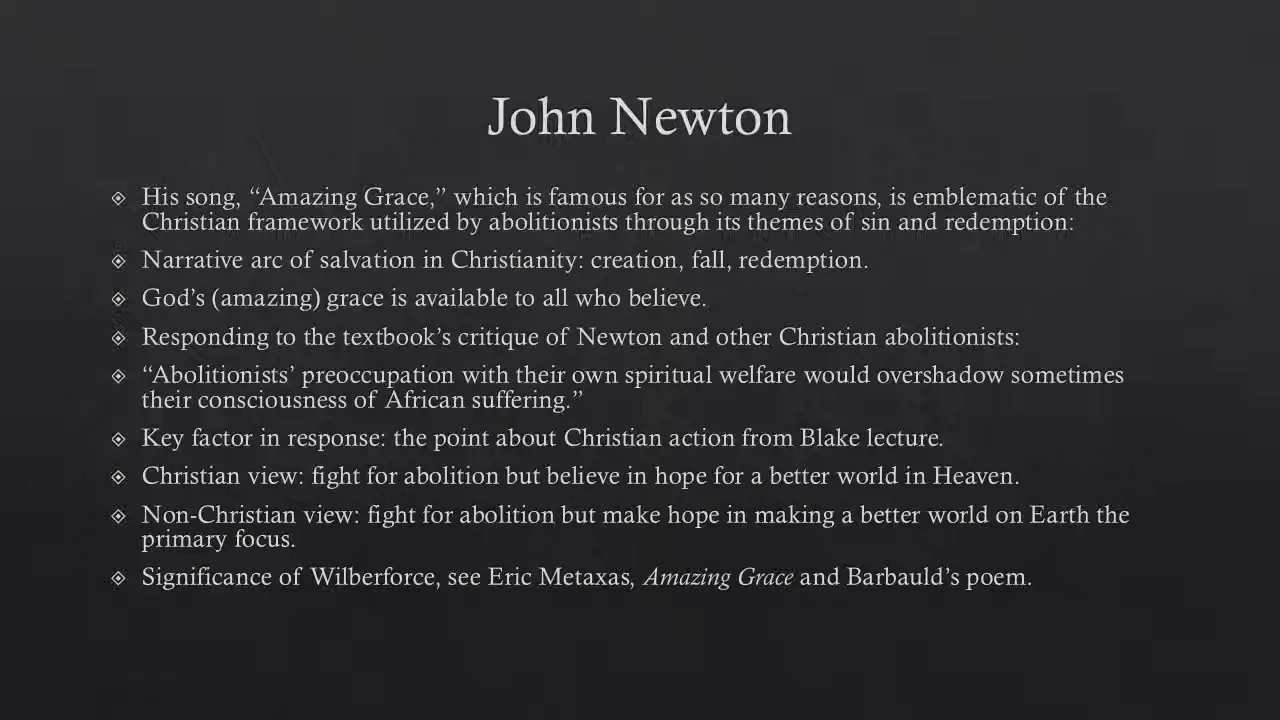 John Newton
His song, “Amazing Grace,” which is famous for as so many reasons, is emblematic of the
Christian framework utilized by abolitionists through its themes of sin and redemption:
Narrative arc of salvation in Christianity: creation, fall, redemption.
God’s (amazing) grace is available to all who believe.
Responding to the textbook’s critique of Newton and other Christian abolitionists:
“Abolitionists’ preoccupation with their own spiritual welfare would overshadow sometimes
their consciousness of African suffering.”
Key factor in response: the point about Christian action from Blake lecture.
Christian view: fight for abolition but believe in hope for a better world in Heaven.
Non-Christian view: fight for abolition but make hope in making a better world on Earth the
primary focus.
Significance of Wilberforce, see Eric Metaxas, Amazing Grace and Barbauld’s poem.